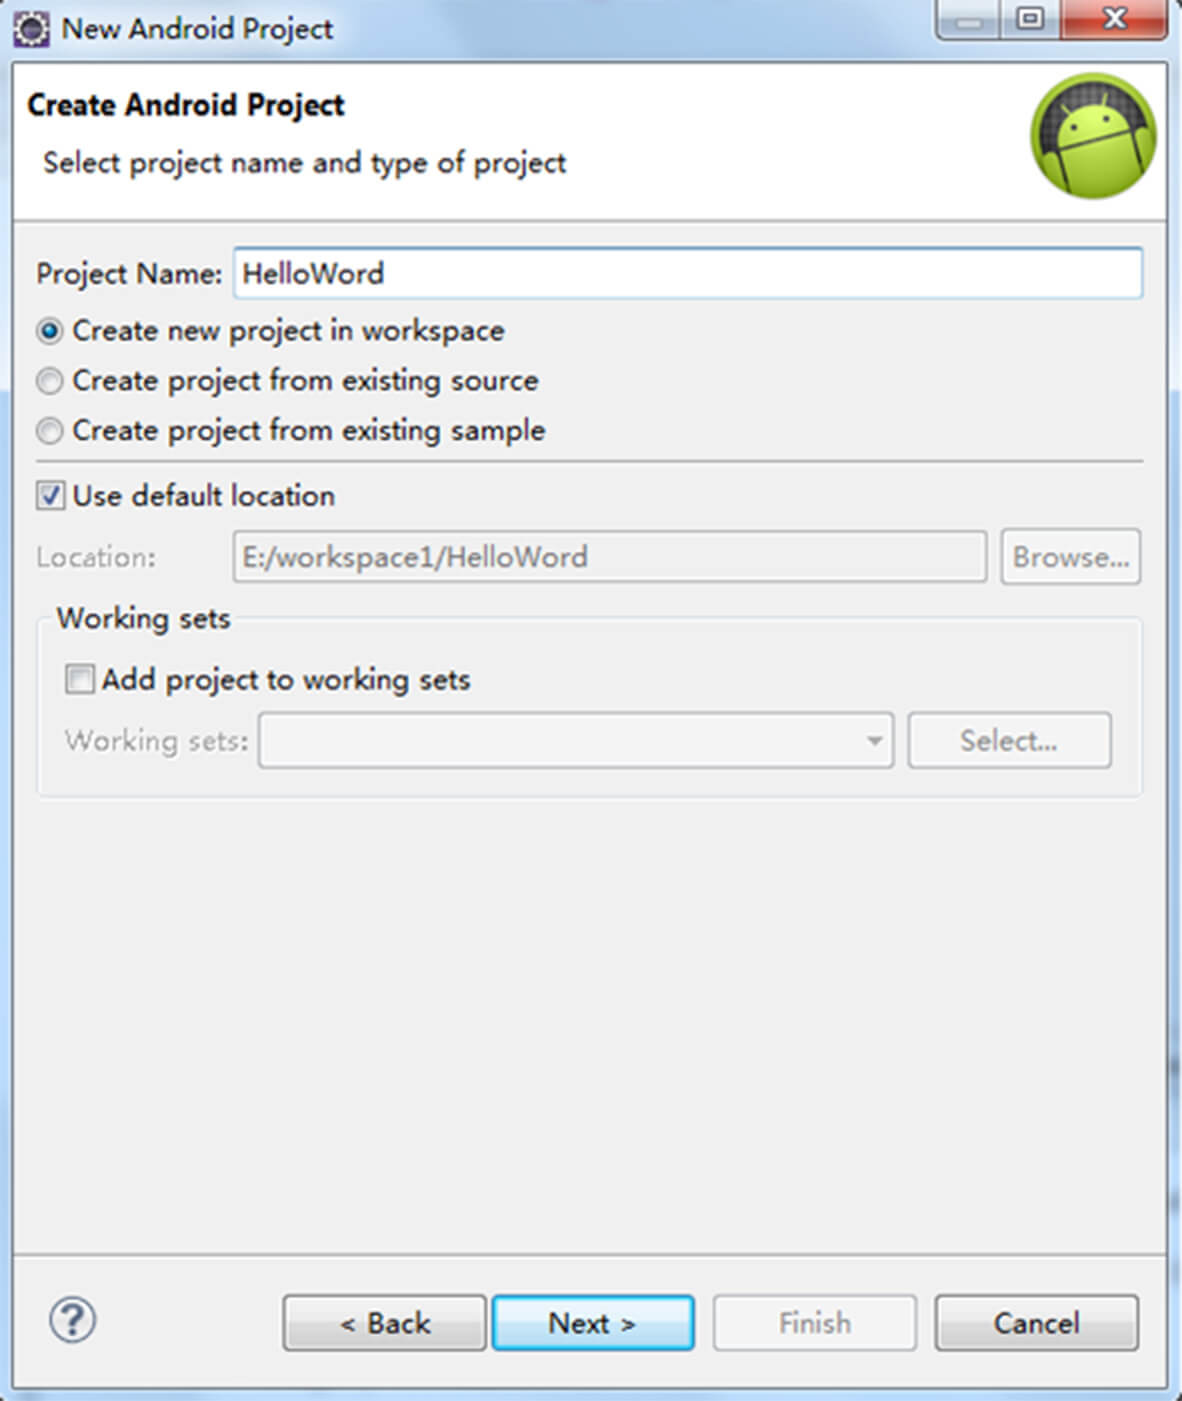 New Android Project
Create Android Project
Select project name and type of project
Project Name: HelloWord
Create new project in workspace
Create project from existing source
Create project from existing sample
Use default location
Location: E:/workspace1/HelloWord Browse...
Working sets
Add project to working sets
Working sets: Select...
? < Back Next > Finish Cancel